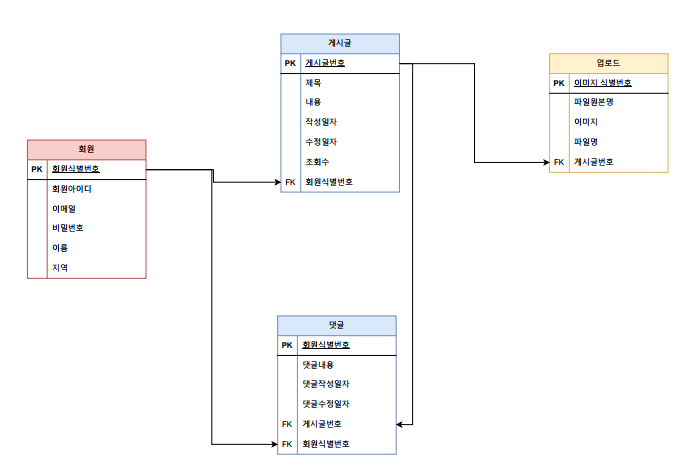 게시글
PK 게시글번호
제목
내용
작성일자
수정일자
조회수
FK 회원식별번호
업로드
PK 이미지 식별번호
파일원본명
이미지
파일명
FK 게시글번호
회원
PK 회원식별번호
회원아이디
이메일
비밀번호
이름
지역
댓글
PK 회원식별번호
댓글내용
댓글작성일자
댓글수정일자
FK 게시글번호
FK 회원식별번호